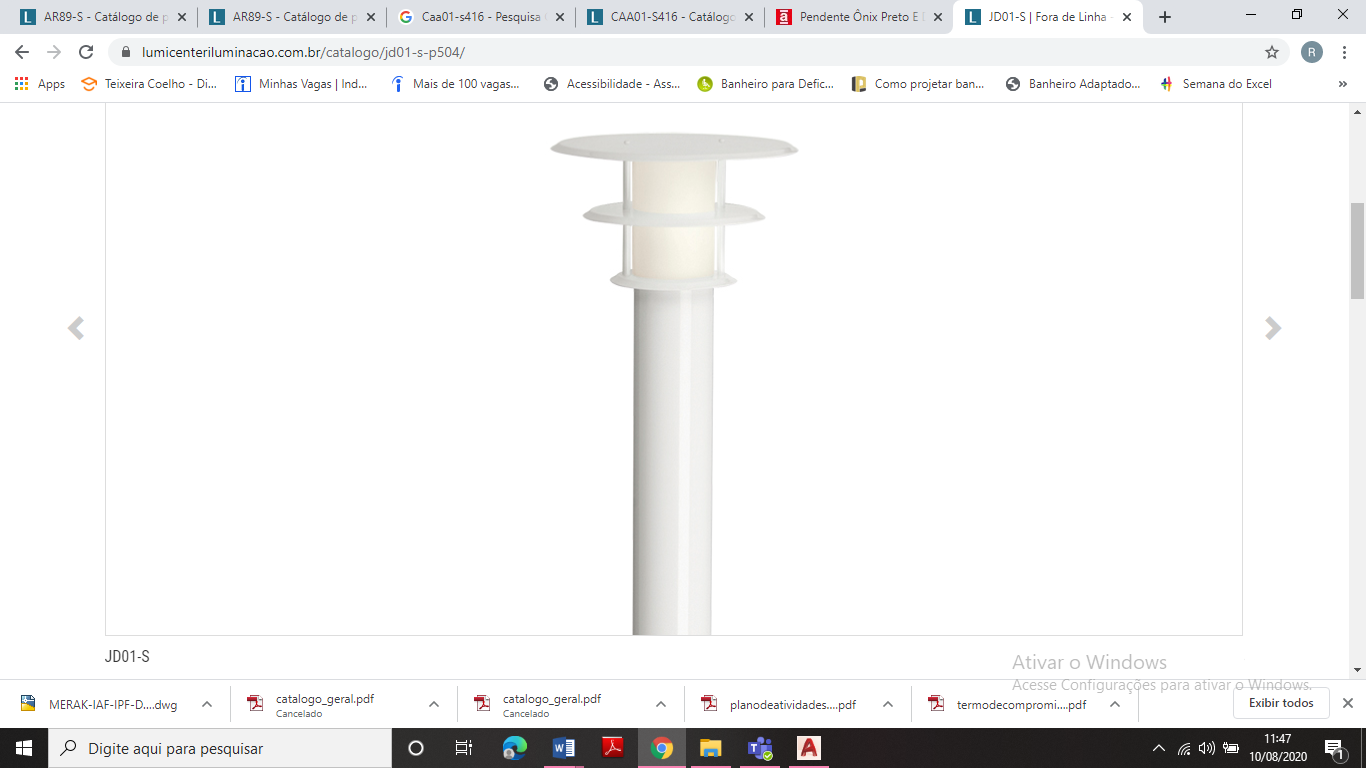 AR89-S - Catálogo de p
AR89-S - Catálogo de p
Caa01-s416 - Pesquisa
CAA01-S416 - Catálogo
Pendente Ônix Preto E
JD01-S | Fora de Linha -
lumicenteriluminacao.com.br/catalogo/jd01-s-p504/
R
Apps
Teixeira Coelho - Di...
Minhas Vagas | Ind...
Mais de 100 vagas...
Acessibilidade - Ass...
Banheiro para Defic...
Como projetar ban...
Banheiro Adaptado...
Semana do Excel
JD01-S
Ativar o Windows
Acesse Configurações para ativar o Windows.
MERAK-IAF-IPF-D....dwg
catalogo_geral.pdf
Cancelado
catalogo_geral.pdf
Cancelado
planodeatividades....pdf
termodecompromi....pdf
Exibir todos
Digite aqui para pesquisar
11:47
10/08/2020
1